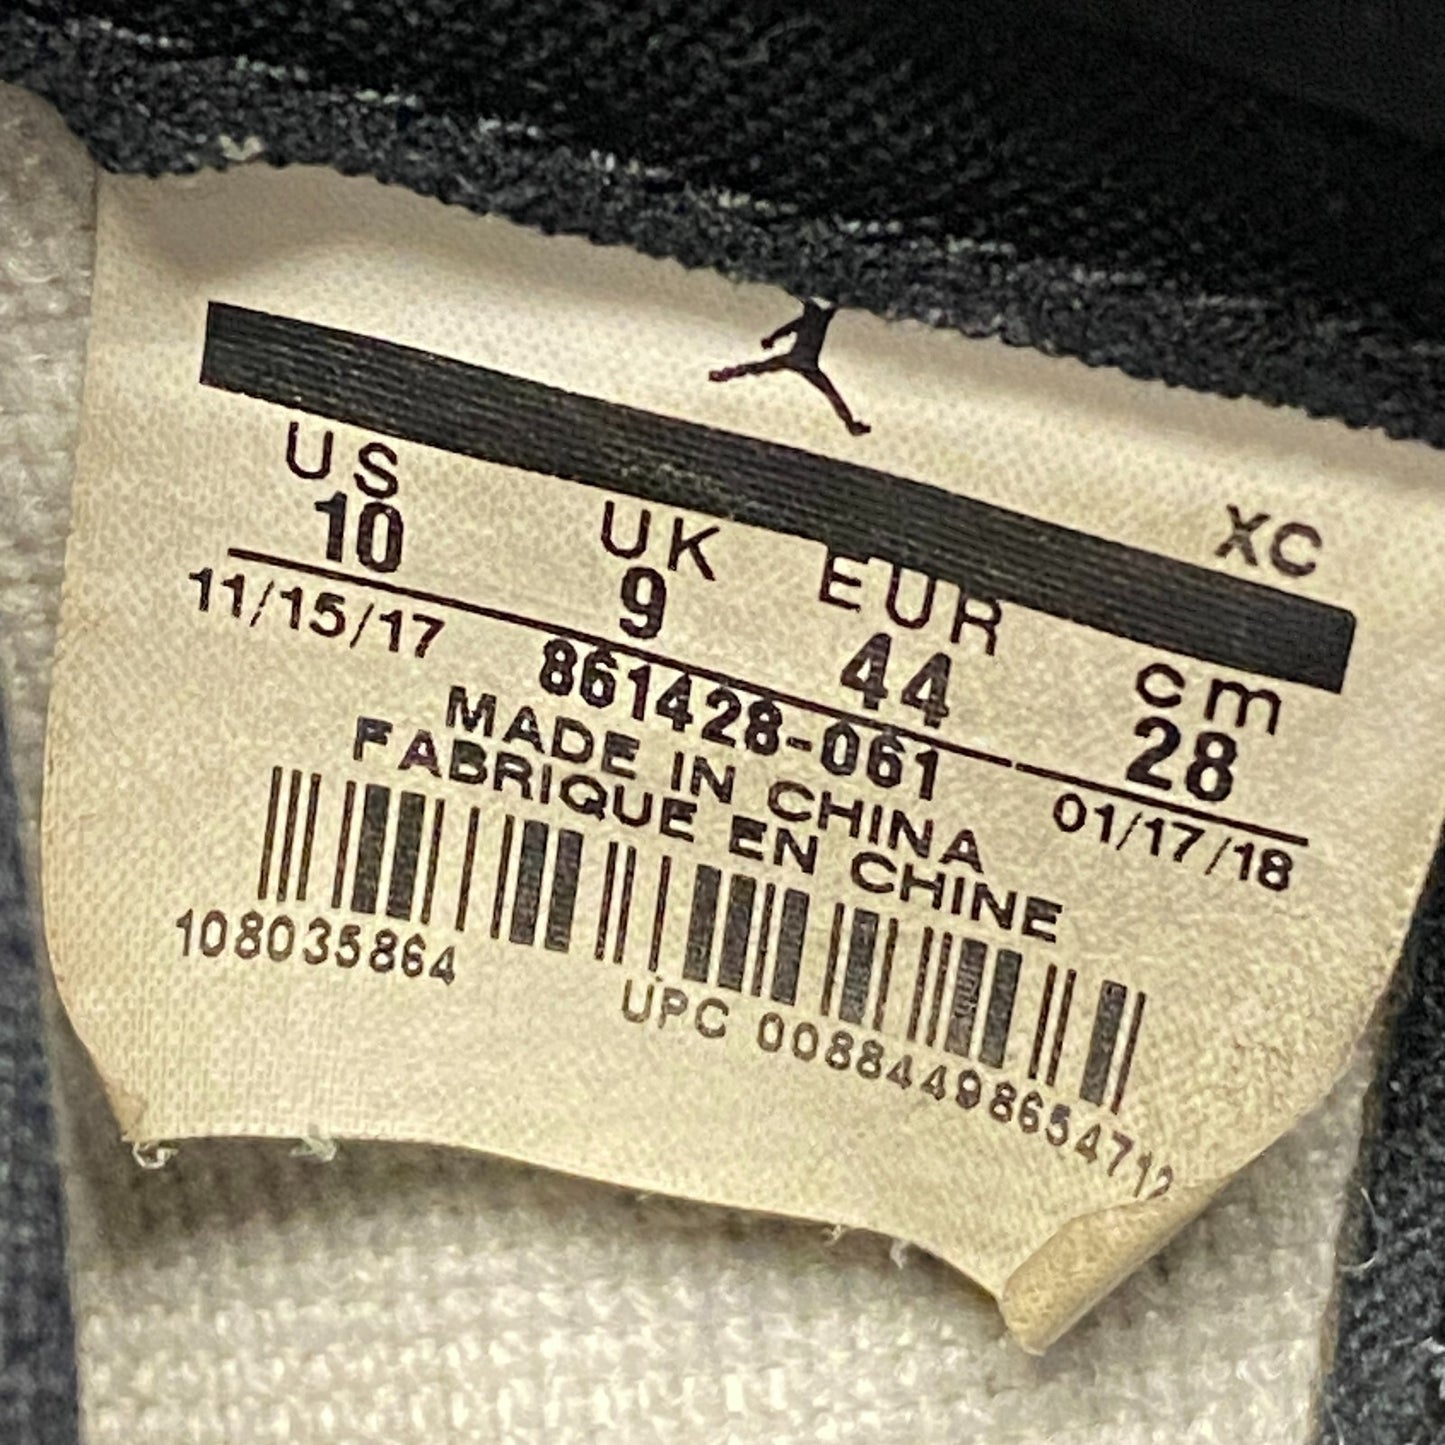 XC
US UK EUR cm
10 9 44 28
11/15/17 861428-061 01/17/18
MADE IN CHINA
FABRIQUE EN CHINE
108035864 UPC 00884498654712